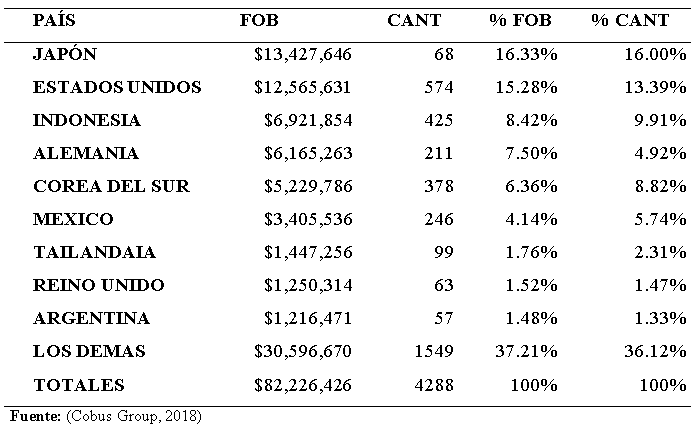 PAÍS FOB CANT % FOB % CANT
JAPÓN $13,427,646 68 16.33% 16.00%
ESTADOS UNIDOS $12,565,631 574 15.28% 13.39%
INDONESIA $6,921,854 425 8.42% 9.91%
ALEMANIA $6,165,263 211 7.50% 4.92%
COREA DEL SUR $5,229,786 378 6.36% 8.82%
MEXICO $3,405,536 246 4.14% 5.74%
TAILANDAIA $1,447,256 99 1.76% 2.31%
REINO UNIDO $1,250,314 63 1.52% 1.47%
ARGENTINA $1,216,471 57 1.48% 1.33%
LOS DEMAS $30,596,670 1549 37.21% 36.12%
TOTALES $82,226,426 4288 100% 100%
Fuente: (Cobus Group, 2018)